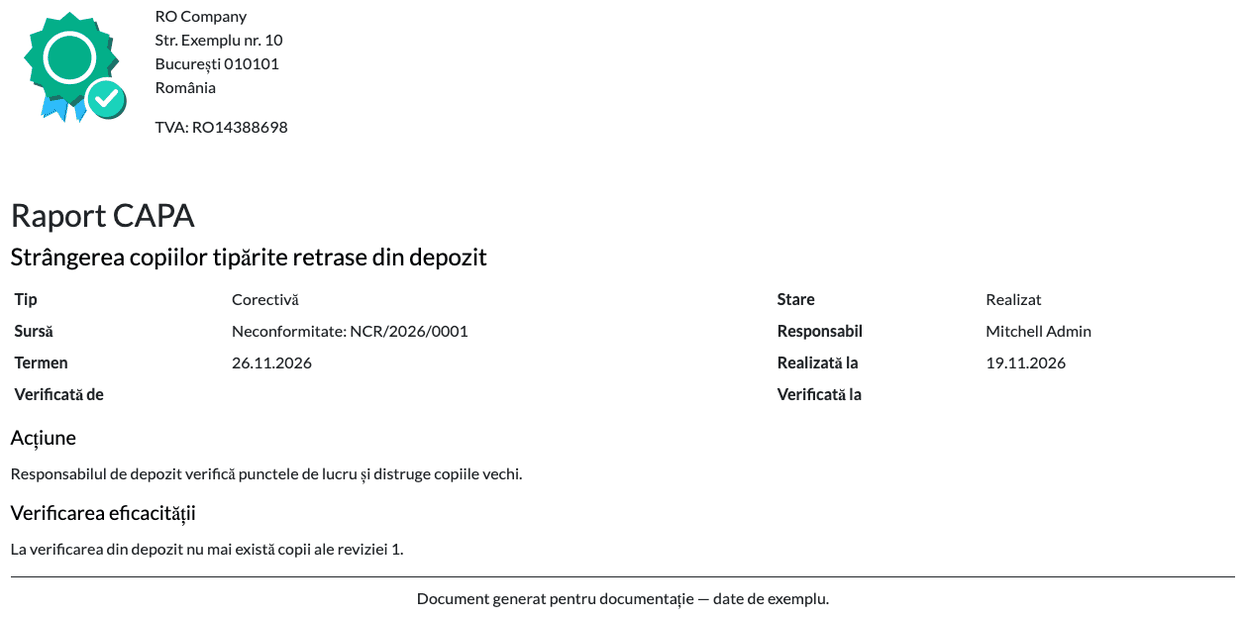 RO Company
Str. Exemplu nr. 10
București 010101
România
TVA: RO14388698
Raport CAPA
Strângerea copiilor tipărite retrase din depozit
Tip Corectivă Stare Realizat
Sursă Neconformitate: NCR/2026/0001 Responsabil Mitchell Admin
Termen 26.11.2026 Realizată la 19.11.2026
Verificată de Verificată la
Acțiune
Responsabilul de depozit verifică punctele de lucru și distruge copiile vechi.
Verificarea eficacității
La verificarea din depozit nu mai există copii ale reviziei 1.
Document generat pentru documentație — date de exemplu.